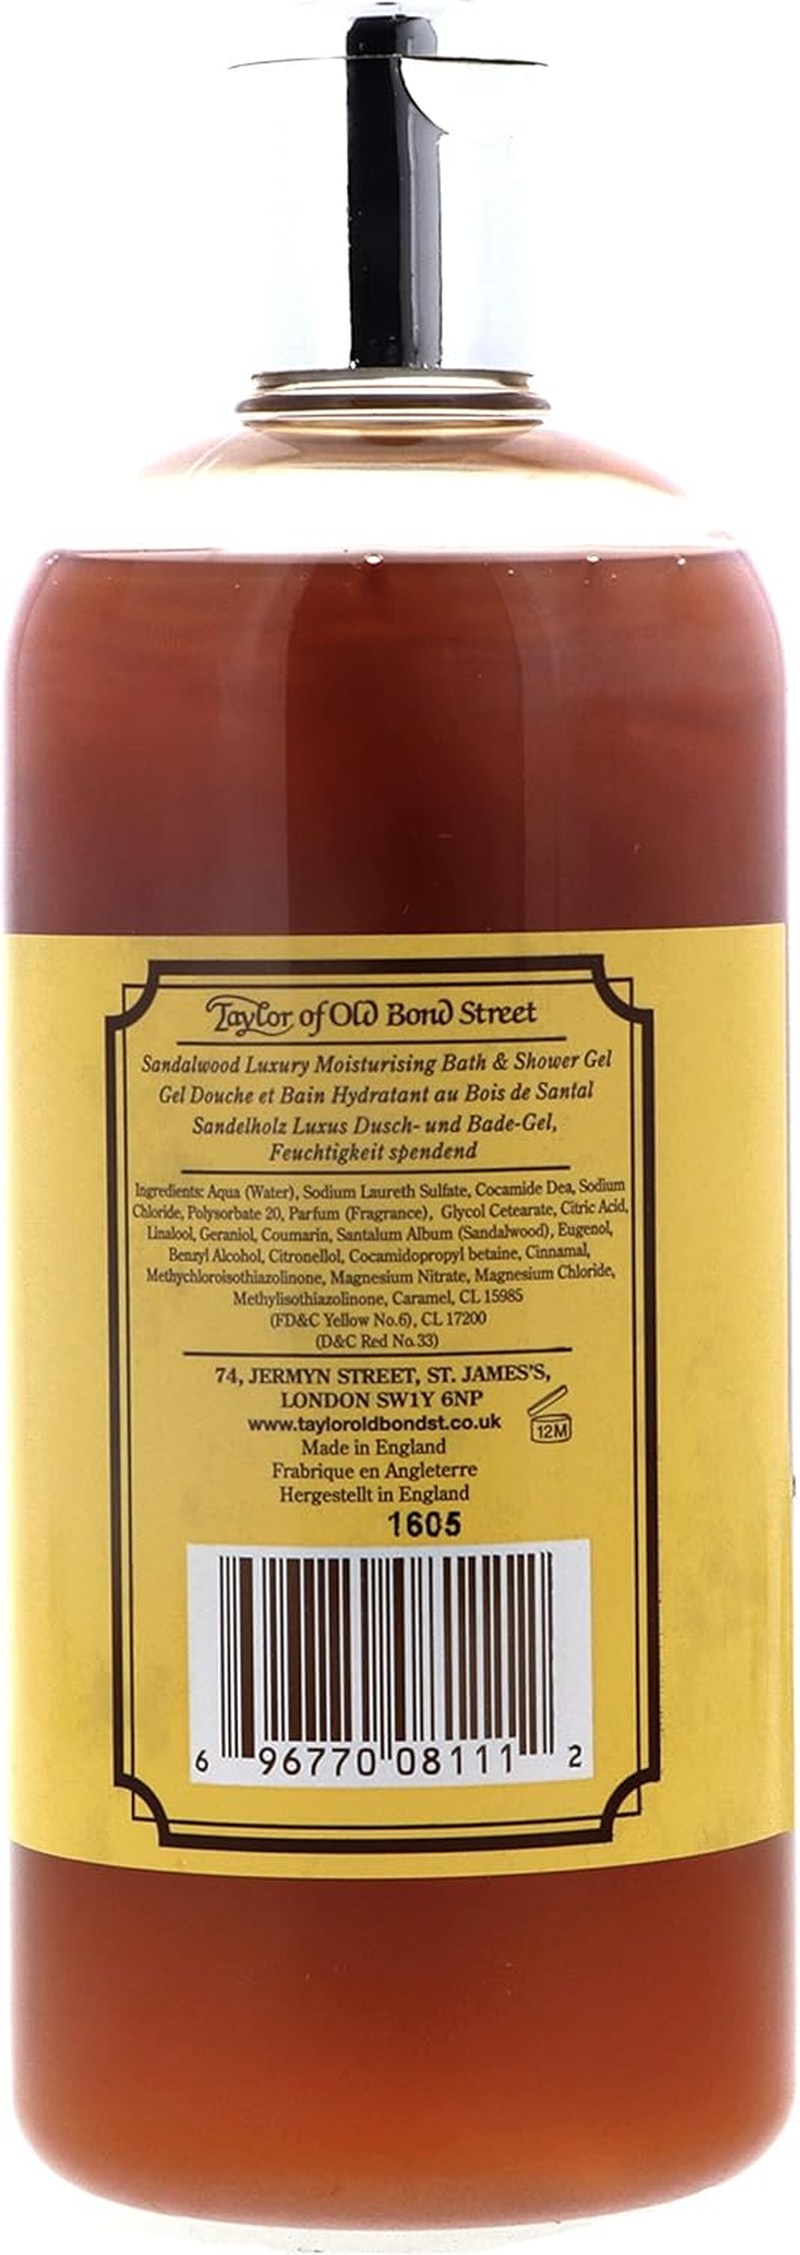 Taylor of Old Bond Street
Sandalwood Luxury Moisturising Bath & Shower Gel
Gel Douche et Bain Hydratant au Bois de Santal
Sandelholz Luxus Dusch- und Bade-Gel,
Feuchtigkeit spendend
Ingredients: Aqua (Water), Sodium Laureth Sulfate, Cocamide Dea, Sodium
Chloride, Polysorbate 20, Parfum (Fragrance), Glycol Cetearate, Citric Acid,
Linalool, Geraniol, Coumarin, Santalum Album (Sandalwood), Eugenol,
Benzyl Alcohol, Citronellol, Cocamidopropyl betaine, Cinnamal,
Methychloroisothiazolinone, Magnesium Nitrate, Magnesium Chloride,
Methylisothiazolinone, Caramel, CL 15985
(FD&C Yellow No.6), CL 17200
(D&C Red No.33)
74, JERMYN STREET, ST. JAMES'S,
LONDON SW1Y 6NP
www.tayloroldbondst.co.uk
12M
Made in England
Frabrique en Angleterre
Hergestellt in England
1605
6 96770 08111 2